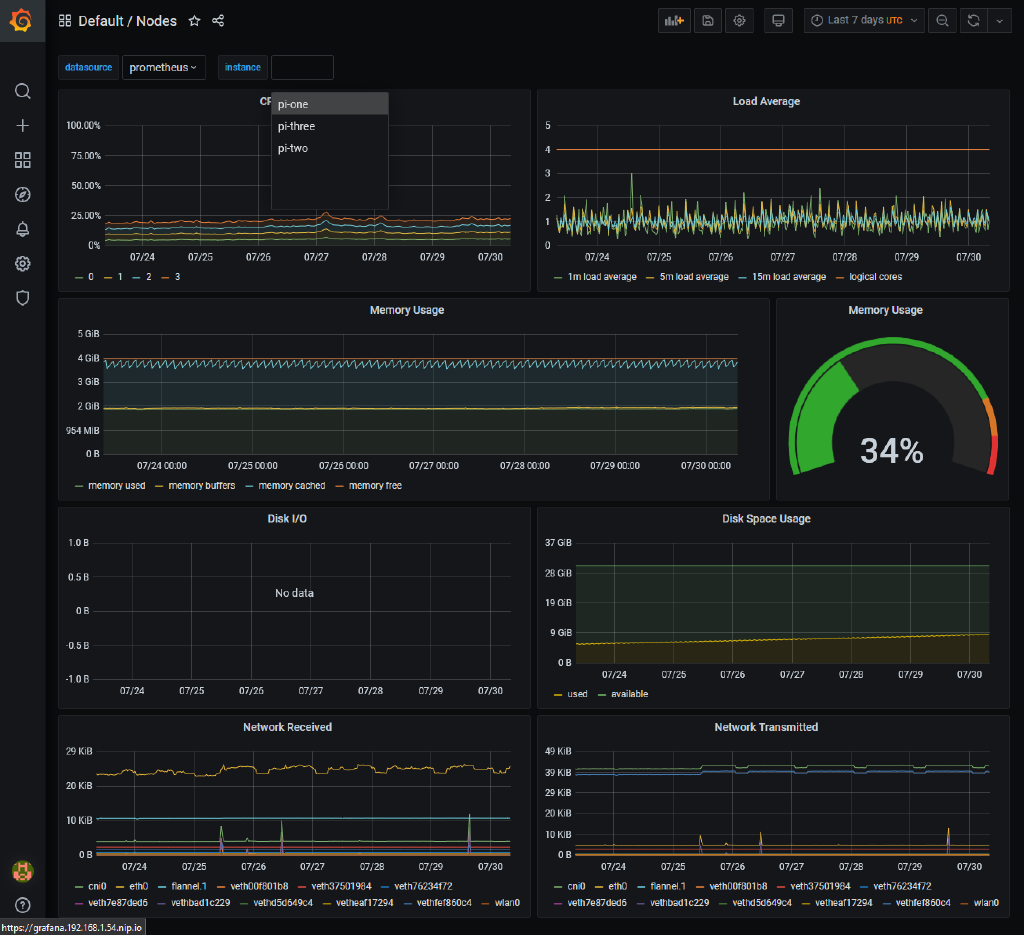 Default / Nodes
Last 7 days UTC
datasource prometheus instance
CP
pi-one
pi-three
pi-two
100.00%
75.00%
50.00%
25.00%
0%
07/24 07/25 07/26 07/27 07/28 07/29 07/30
0 1 2 3
Load Average
5
4
3
2
1
0
07/24 07/25 07/26 07/27 07/28 07/29 07/30
1m load average 5m load average 15m load average logical cores
Memory Usage
5 GiB
4 GiB
3 GiB
2 GiB
954 MiB
0 B
07/24 00:00 07/25 00:00 07/26 00:00 07/27 00:00 07/28 00:00 07/29 00:00 07/30 00:00
memory used memory buffers memory cached memory free
Memory Usage
34%
Disk I/O
1.0 B
0.5 B
0 B
-0.5 B
-1.0 B
No data
07/24 07/25 07/26 07/27 07/28 07/29 07/30
Disk Space Usage
37 GiB
28 GiB
19 GiB
9 GiB
0 B
07/24 07/25 07/26 07/27 07/28 07/29 07/30
used available
Network Received
29 KiB
20 KiB
10 KiB
0 B
07/24 07/25 07/26 07/27 07/28 07/29 07/30
cni0 eth0 flannel.1 veth00f801b8 veth37501984 veth76234f72
veth7e87ded6 vethbad1c229 vethd5d649c4 vetheaf17294 vethfef860c4 wlan0
Network Transmitted
49 KiB
39 KiB
29 KiB
20 KiB
10 KiB
0 B
07/24 07/25 07/26 07/27 07/28 07/29 07/30
cni0 eth0 flannel.1 veth00f801b8 veth37501984 veth76234f72
veth7e87ded6 vethbad1c229 vethd5d649c4 vetheaf17294 vethfef860c4 wlan0
https://grafana.192.168.1.54.nip.io